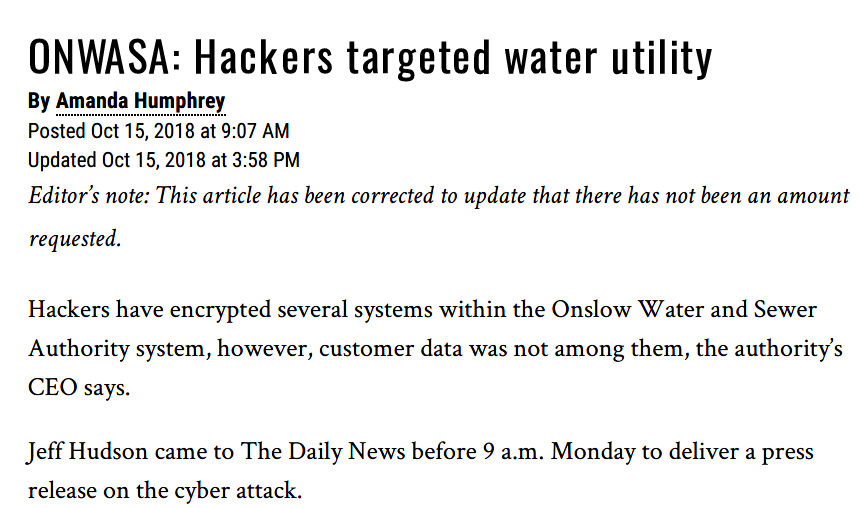 ONWASA: Hackers targeted water utility
By Amanda Humphrey
Posted Oct 15, 2018 at 9:07 AM
Updated Oct 15, 2018 at 3:58 PM
Editor’s note: This article has been corrected to update that there has not been an amount
requested.
Hackers have encrypted several systems within the Onslow Water and Sewer
Authority system, however, customer data was not among them, the authority’s
CEO says.
Jeff Hudson came to The Daily News before 9 a.m. Monday to deliver a press
release on the cyber attack.